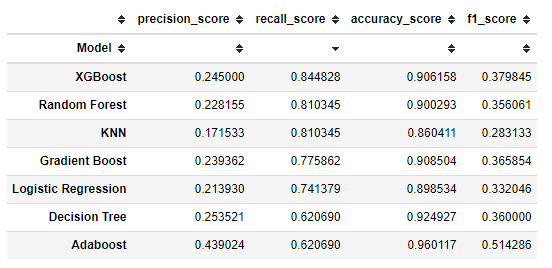 precision_score recall_score accuracy_score f1_score
Model
XGBoost 0.245000 0.844828 0.906158 0.379845
Random Forest 0.228155 0.810345 0.900293 0.356061
KNN 0.171533 0.810345 0.860411 0.283133
Gradient Boost 0.239362 0.775862 0.908504 0.365854
Logistic Regression 0.213930 0.741379 0.898534 0.332046
Decision Tree 0.253521 0.620690 0.924927 0.360000
Adaboost 0.439024 0.620690 0.960117 0.514286